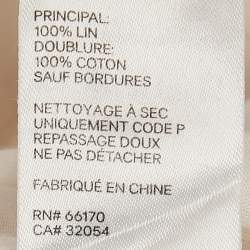 PRINCIPAL:
100% LIN
DOUBLURE:
100% COTON
SAUF BORDURES
NETTOYAGE À SEC
UNIQUEMENT CODE P
REPASSAGE DOUX
NE PAS DÉTACHER
FABRIQUÉ EN CHINE
RN# 66170
CA# 32054